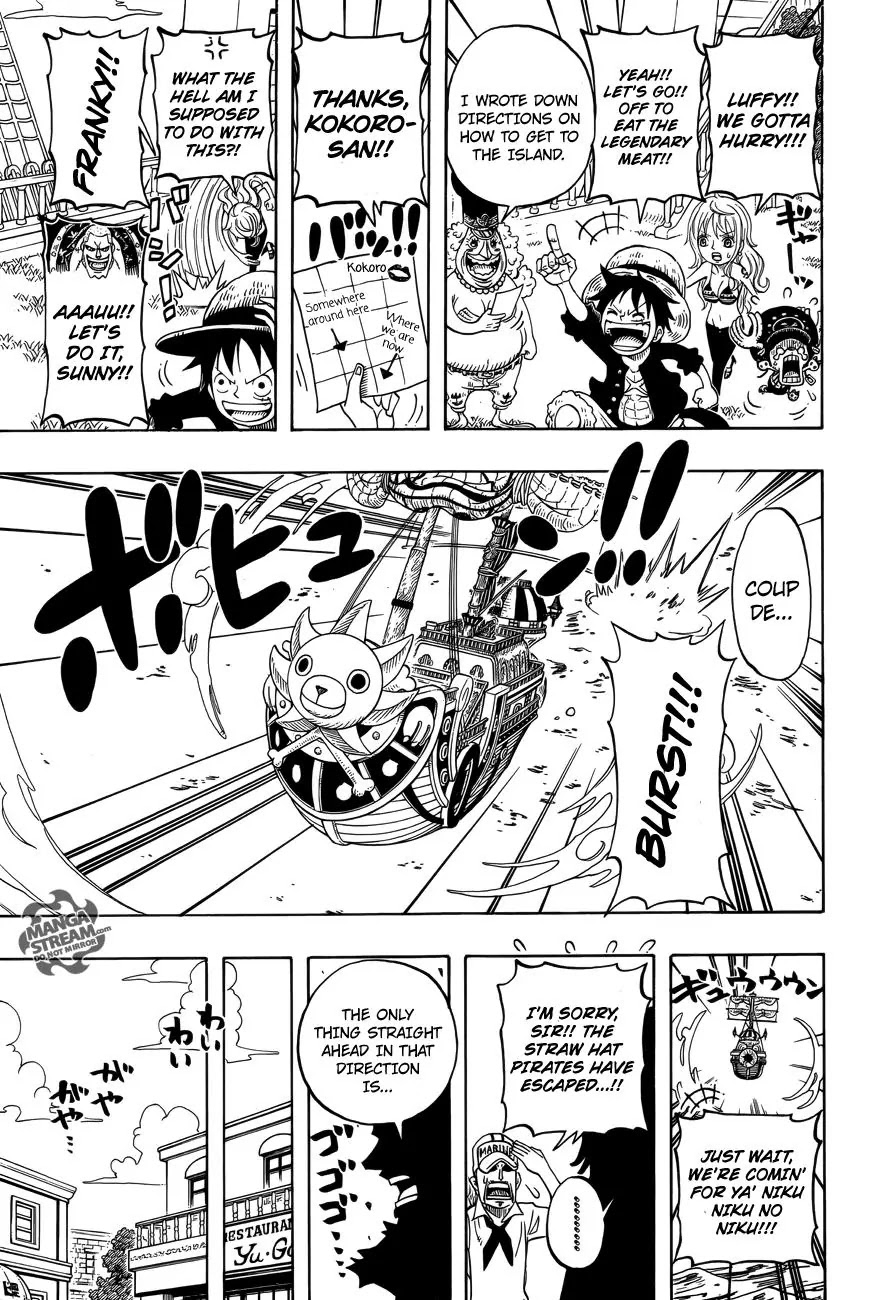 LUFFY!!
WE GOTTA
HURRY!!!
YEAH!!
LET'S GO!!
OFF TO
EAT THE
LEGENDARY
MEAT!!
I WROTE DOWN
DIRECTIONS ON
HOW TO GET TO
THE ISLAND.
ギャーッ
THANKS,
KOKORO-
SAN!!
バッ!!
Kokoro
Somewhere
around here
Where
we are
now
WHAT THE
HELL AM I
SUPPOSED
TO DO WITH
THIS?!
FRANKY!!
AAAUU!!
LET'S
DO IT,
SUNNY!!
COUP
DE...
BURST!!!
ボヒュン!!
MANGA
STREAM.com
DO NOT MIRROR
ギュウウウン
JUST WAIT,
WE'RE COMIN'
FOR YA' NIKU
NIKU NO
NIKU!!!
I'M SORRY,
SIR!! THE
STRAW HAT
PIRATES HAVE
ESCAPED...!!
MARINE
THE ONLY
THING STRAIGHT
AHEAD IN THAT
DIRECTION
IS...
ゴゴゴゴ
わい
わい
ガヤ
ガヤ
RESTAURAN
Yu・Go